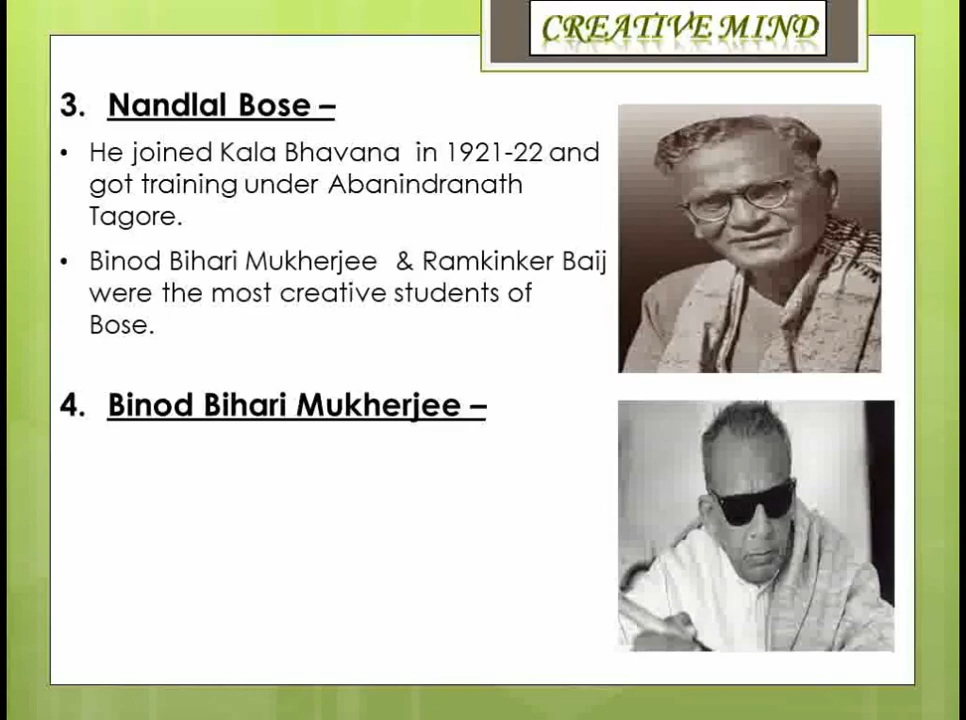 CREATIVE MIND
3. Nandlal Bose –
• He joined Kala Bhavana in 1921-22 and
got training under Abanindranath
Tagore.
• Binod Bihari Mukherjee & Ramkinker Baij
were the most creative students of
Bose.
4. Binod Bihari Mukherjee –